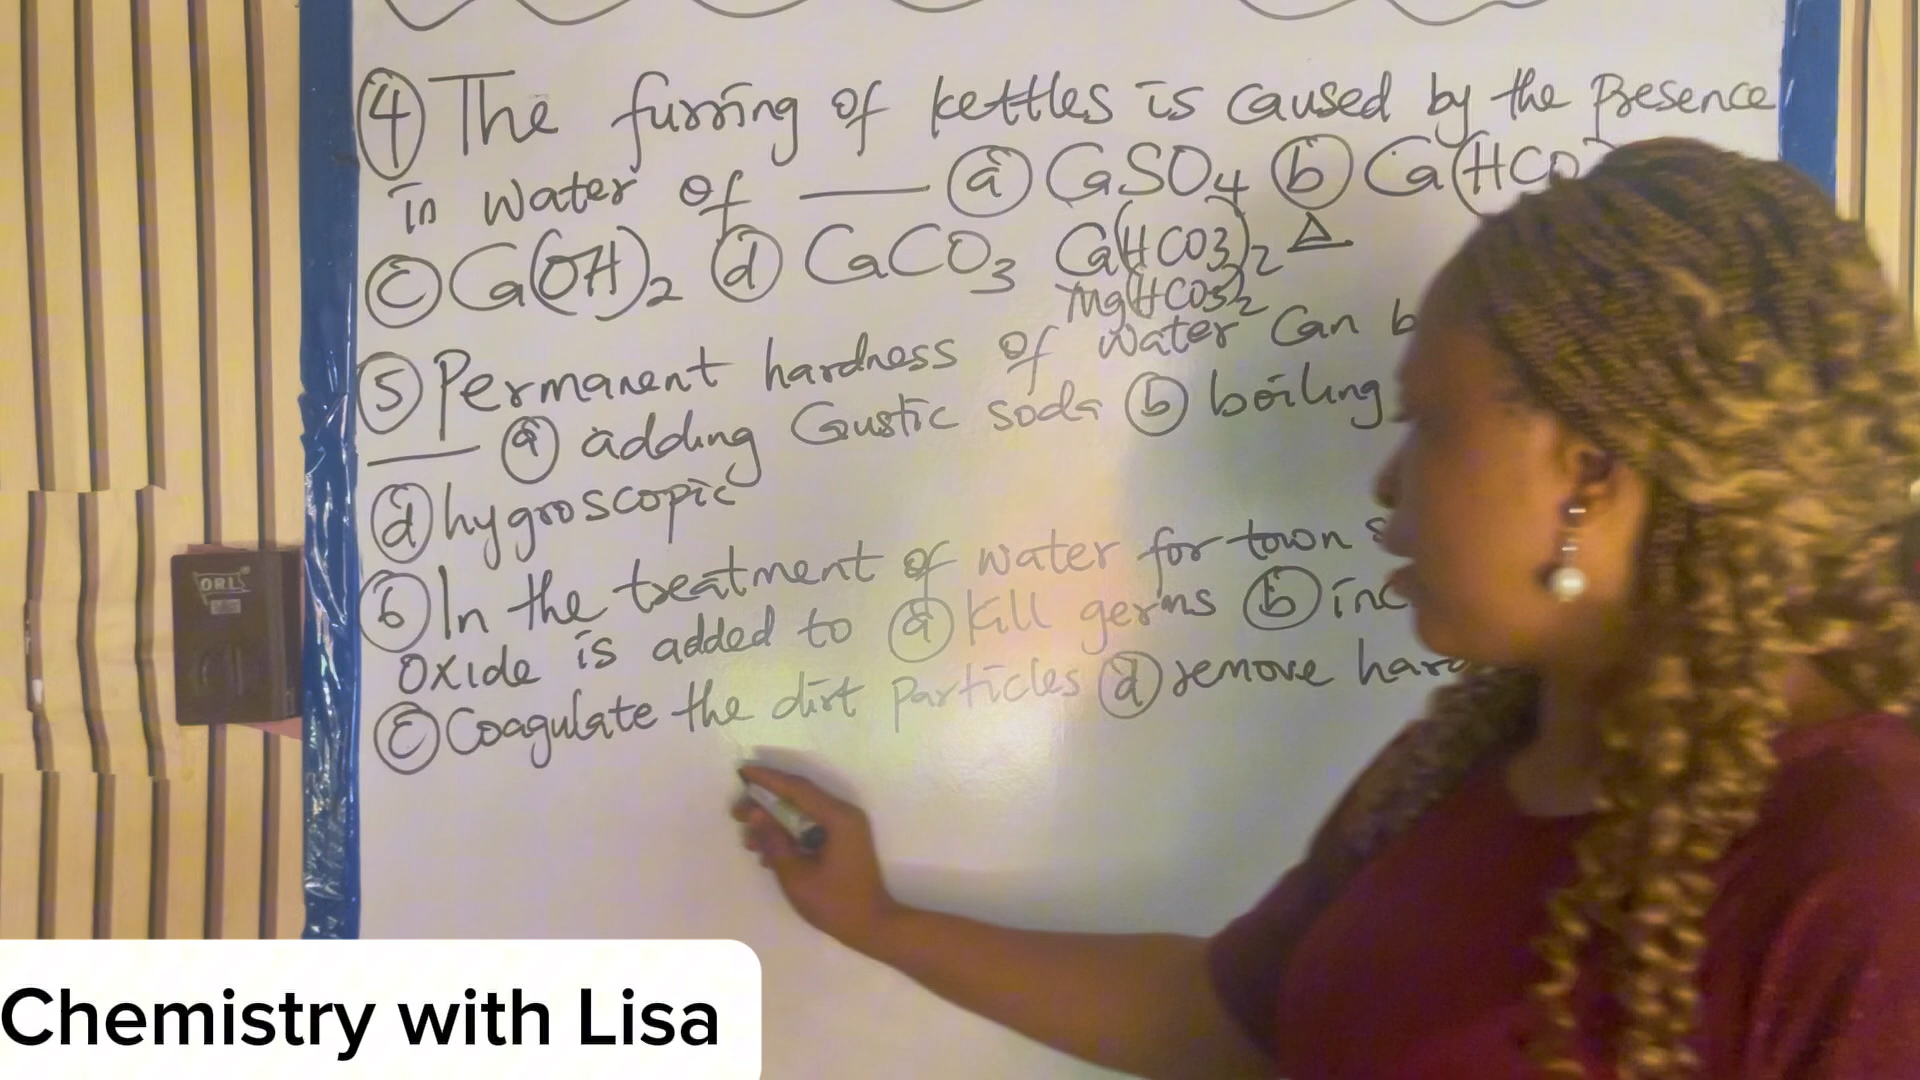 ④ The furring of kettles is caused by the presence
in water of ___ ⓐ CaSO4 ⓑ Ca(HCO
ⓒ Ca(OH)2 ⓓ CaCO3 Ca(HCO3)2 Δ
Mg(HCO3)2
⑤ Permanent hardness of water can b
___ ⓐ adding Caustic soda ⓑ boiling
ⓓ hygroscopic
⑥ In the treatment of water for town s
oxide is added to ⓐ kill germs ⓑ inc
ⓒ Coagulate the dirt particles ⓓ remove hard
ORL
Chemistry with Lisa